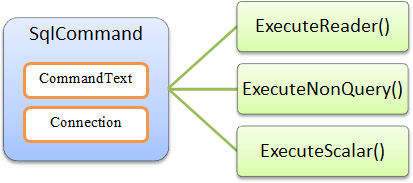 SqlCommand
CommandText
Connection
ExecuteReader()
ExecuteNonQuery()
ExecuteScalar()